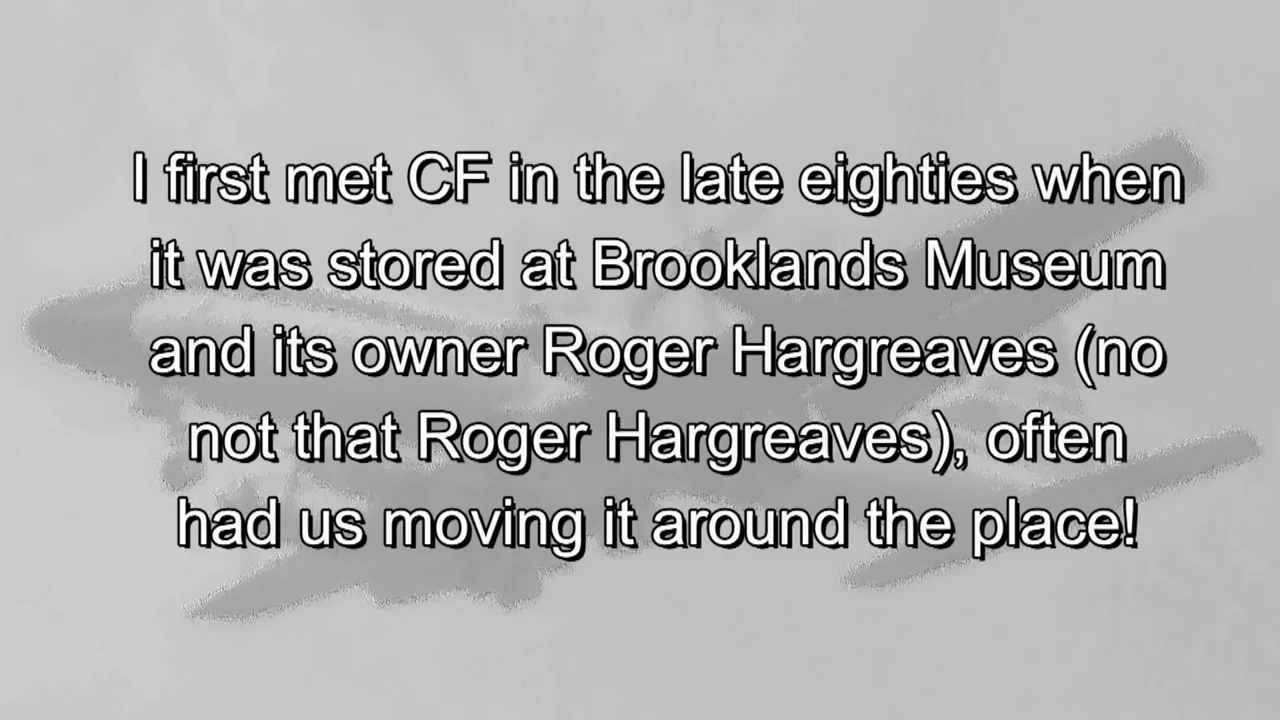 I first met CF in the late eighties when
it was stored at Brooklands Museum
and its owner Roger Hargreaves (no
not that Roger Hargreaves), often
had us moving it around the place!